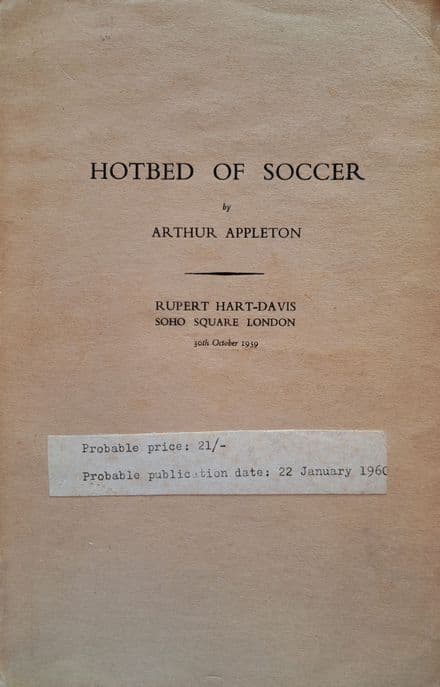 HOTBED OF SOCCER
by
ARTHUR APPLETON
RUPERT HART-DAVIS
SOHO SQUARE LONDON
30th October 1959
Probable price: 21/-
Probable publication date: 22 January 1960